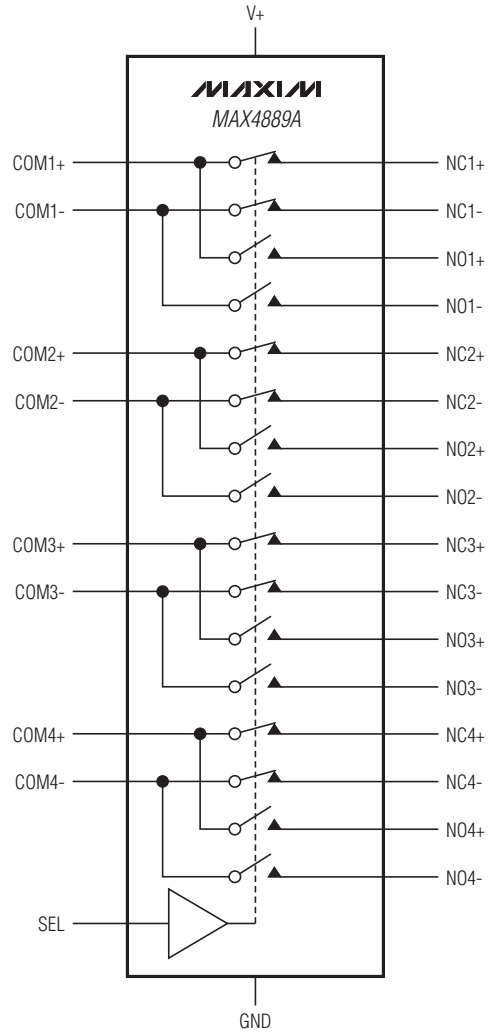 V+
MAXIM
MAX4889A
COM1+
NC1+
COM1-
NC1-
NO1+
NO1-
COM2+
NC2+
COM2-
NC2-
NO2+
NO2-
COM3+
NC3+
COM3-
NC3-
NO3+
NO3-
COM4+
NC4+
COM4-
NC4-
NO4+
NO4-
SEL
GND